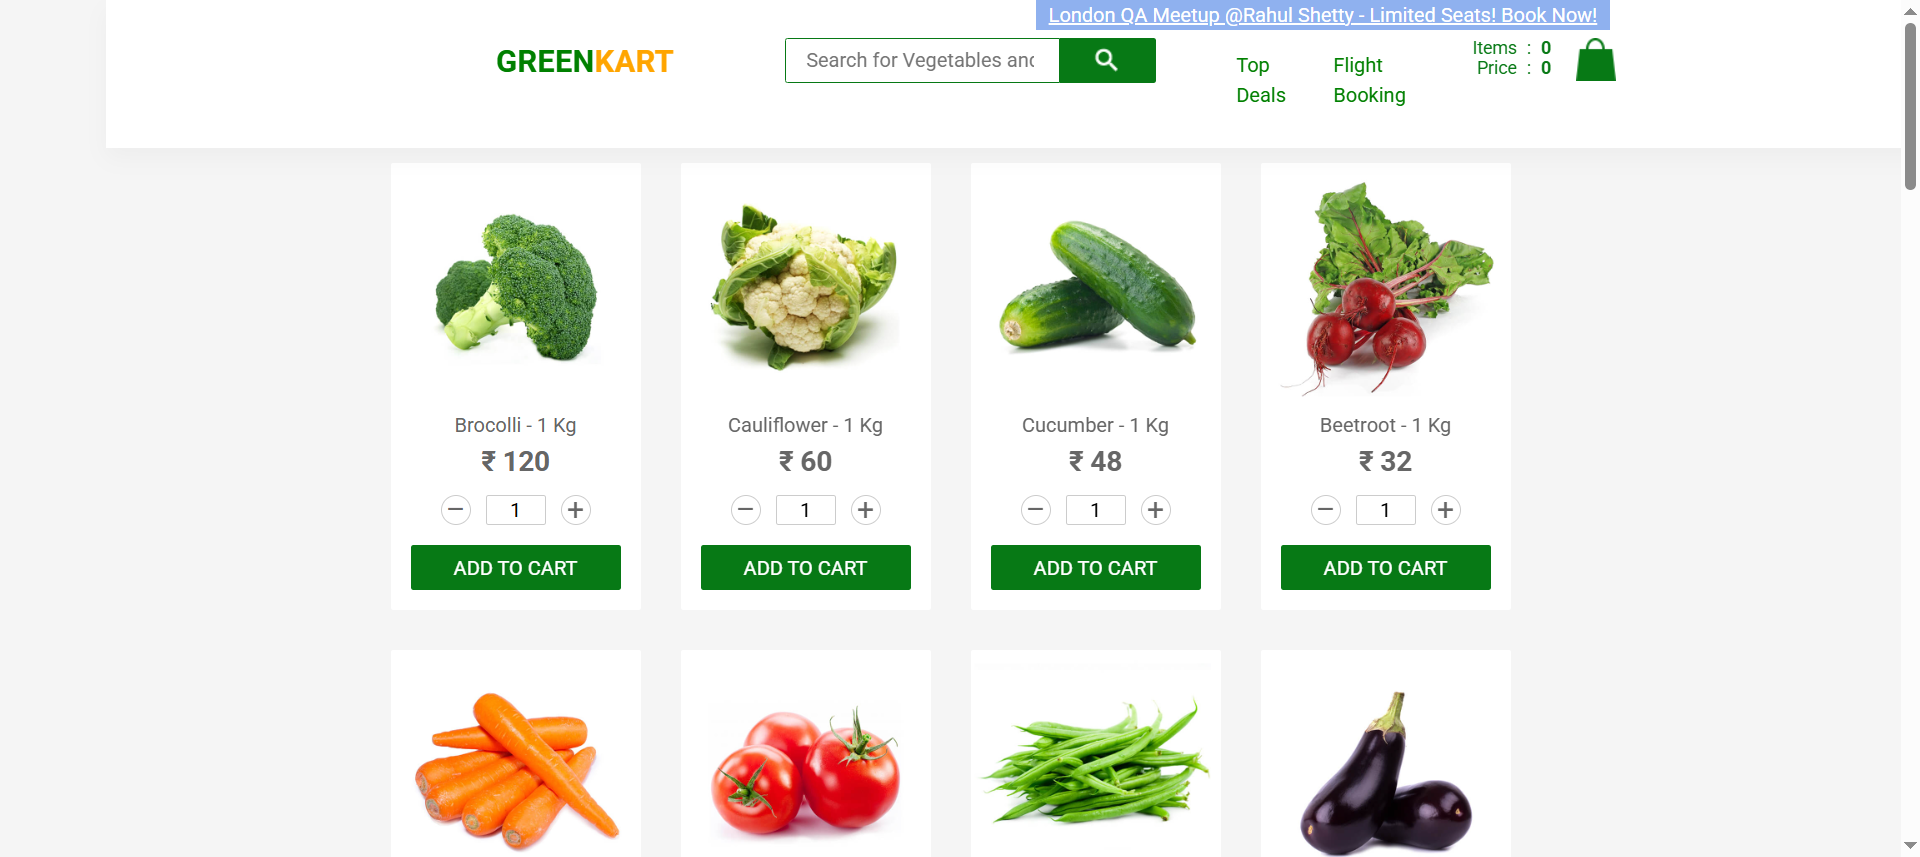 London QA Meetup @Rahul Shetty - Limited Seats! Book Now!
GREENKART
Search for Vegetables and
Top
Deals
Flight
Booking
Items : 0
Price : 0
Brocolli - 1 Kg
₹ 120
− 1 +
ADD TO CART
Cauliflower - 1 Kg
₹ 60
− 1 +
ADD TO CART
Cucumber - 1 Kg
₹ 48
− 1 +
ADD TO CART
Beetroot - 1 Kg
₹ 32
− 1 +
ADD TO CART